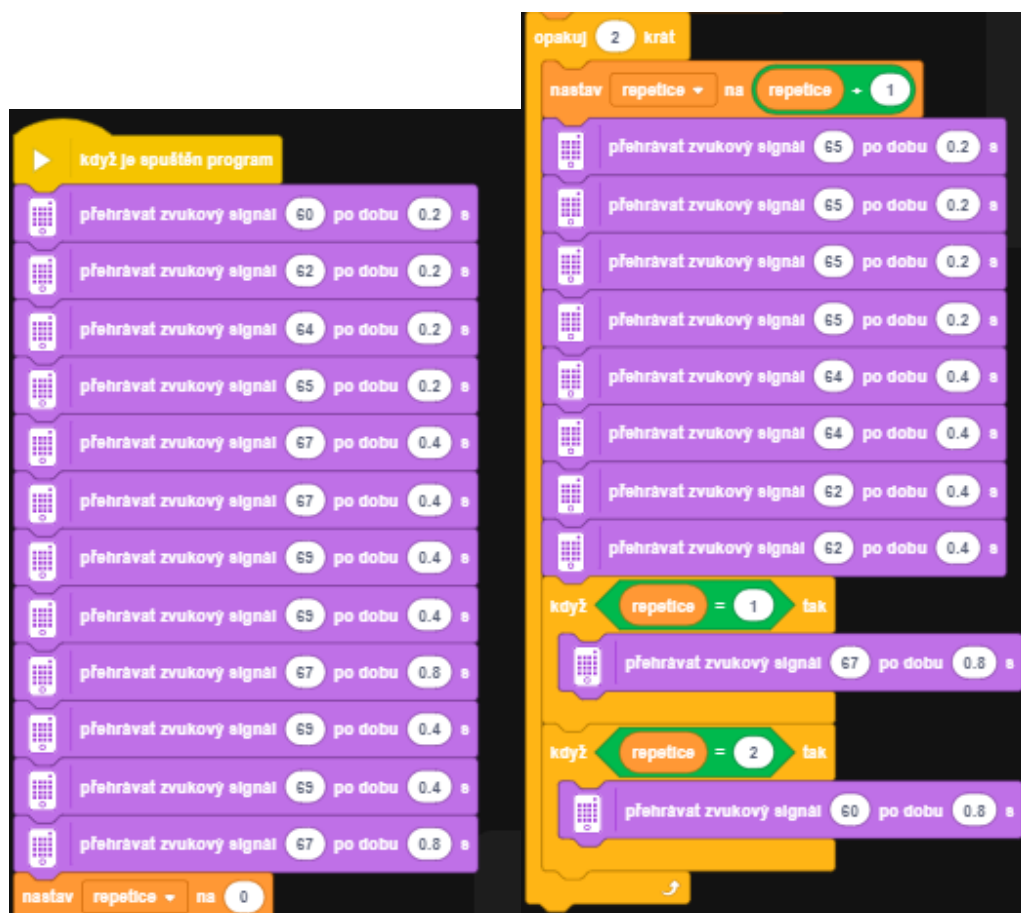 když je spuštěn program
přehrávat zvukový signál 60 po dobu 0.2 s
přehrávat zvukový signál 62 po dobu 0.2 s
přehrávat zvukový signál 64 po dobu 0.2 s
přehrávat zvukový signál 65 po dobu 0.2 s
přehrávat zvukový signál 67 po dobu 0.4 s
přehrávat zvukový signál 67 po dobu 0.4 s
přehrávat zvukový signál 69 po dobu 0.4 s
přehrávat zvukový signál 69 po dobu 0.4 s
přehrávat zvukový signál 67 po dobu 0.8 s
přehrávat zvukový signál 69 po dobu 0.4 s
přehrávat zvukový signál 69 po dobu 0.4 s
přehrávat zvukový signál 67 po dobu 0.8 s
nastav repetice na 0
opakuj 2 krát
nastav repetice na repetice + 1
přehrávat zvukový signál 65 po dobu 0.2 s
přehrávat zvukový signál 65 po dobu 0.2 s
přehrávat zvukový signál 65 po dobu 0.2 s
přehrávat zvukový signál 65 po dobu 0.2 s
přehrávat zvukový signál 64 po dobu 0.4 s
přehrávat zvukový signál 64 po dobu 0.4 s
přehrávat zvukový signál 62 po dobu 0.4 s
přehrávat zvukový signál 62 po dobu 0.4 s
když repetice = 1 tak
přehrávat zvukový signál 67 po dobu 0.8 s
když repetice = 2 tak
přehrávat zvukový signál 60 po dobu 0.8 s